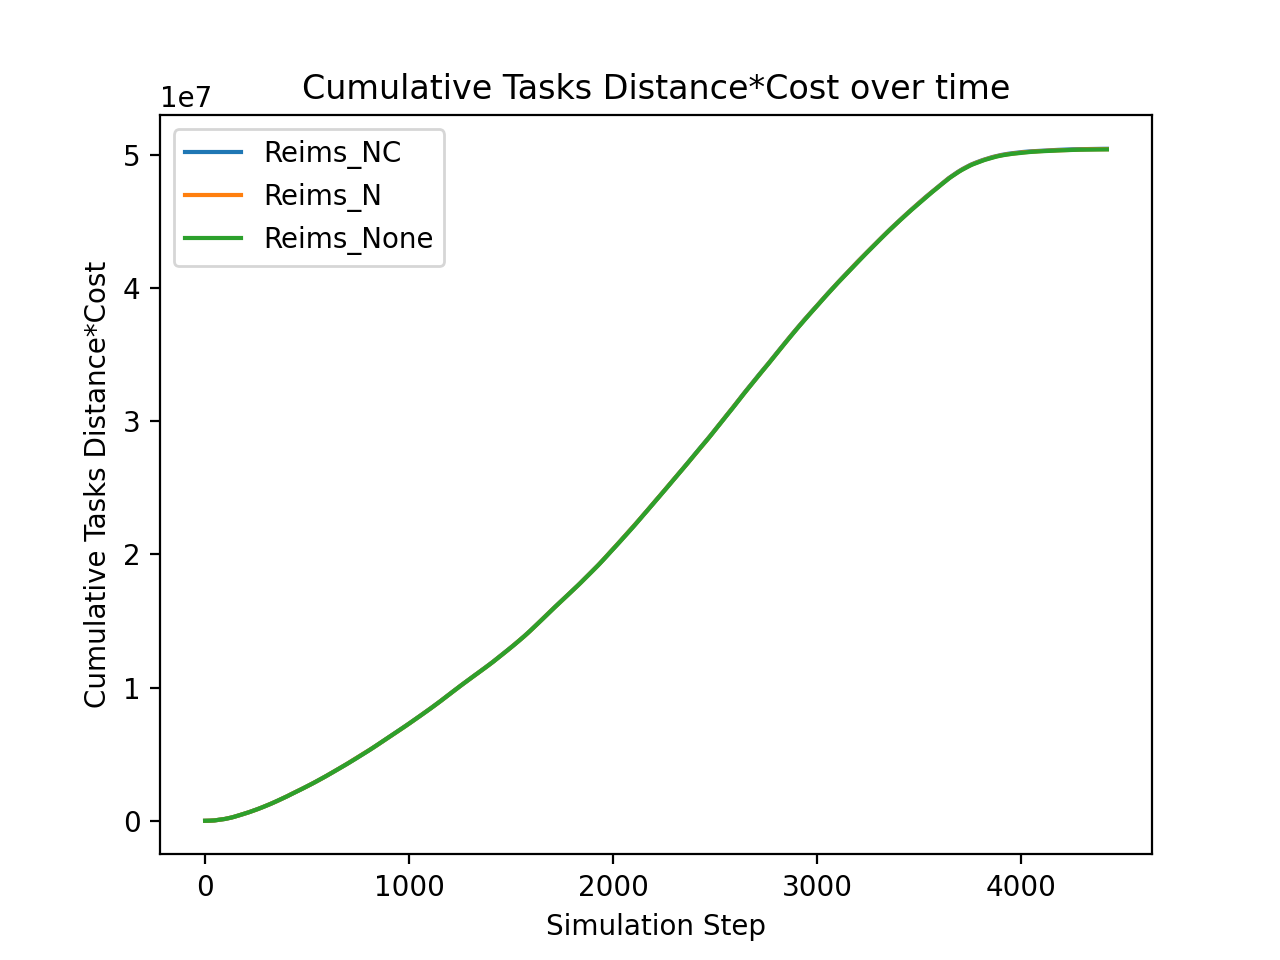 Cumulative Tasks Distance*Cost over time
1e7
Reims_NC
Reims_N
Reims_None
Cumulative Tasks Distance*Cost
5
4
3
2
1
0
0 1000 2000 3000 4000
Simulation Step